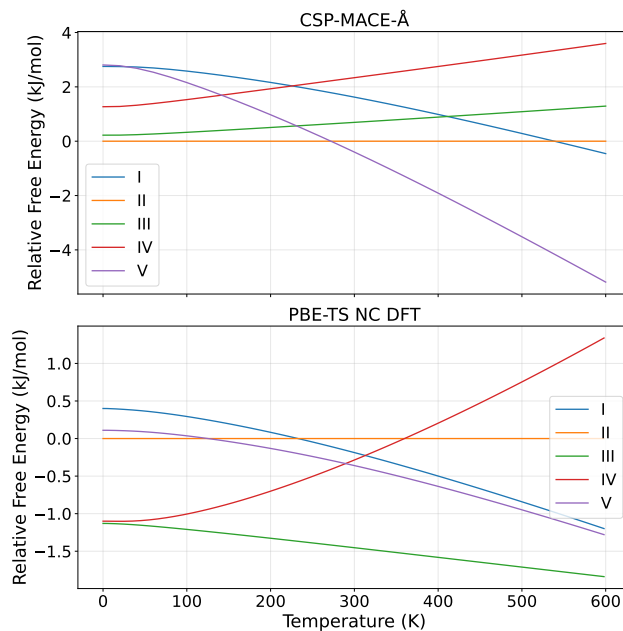 CSP-MACE-Å
Relative Free Energy (kJ/mol)
4
2
0
−2
−4
I
II
III
IV
V
PBE-TS NC DFT
Relative Free Energy (kJ/mol)
1.0
0.5
0.0
−0.5
−1.0
−1.5
I
II
III
IV
V
0 100 200 300 400 500 600
Temperature (K)